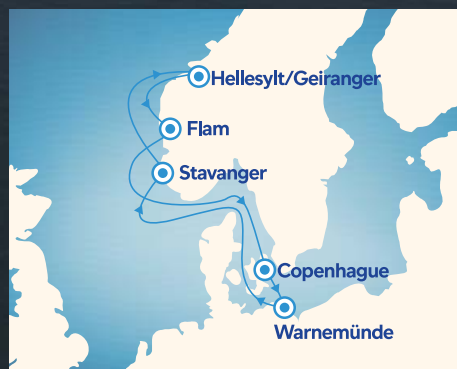 Hellesylt/Geiranger
Flam
Stavanger
Copenhague
Warnemünde